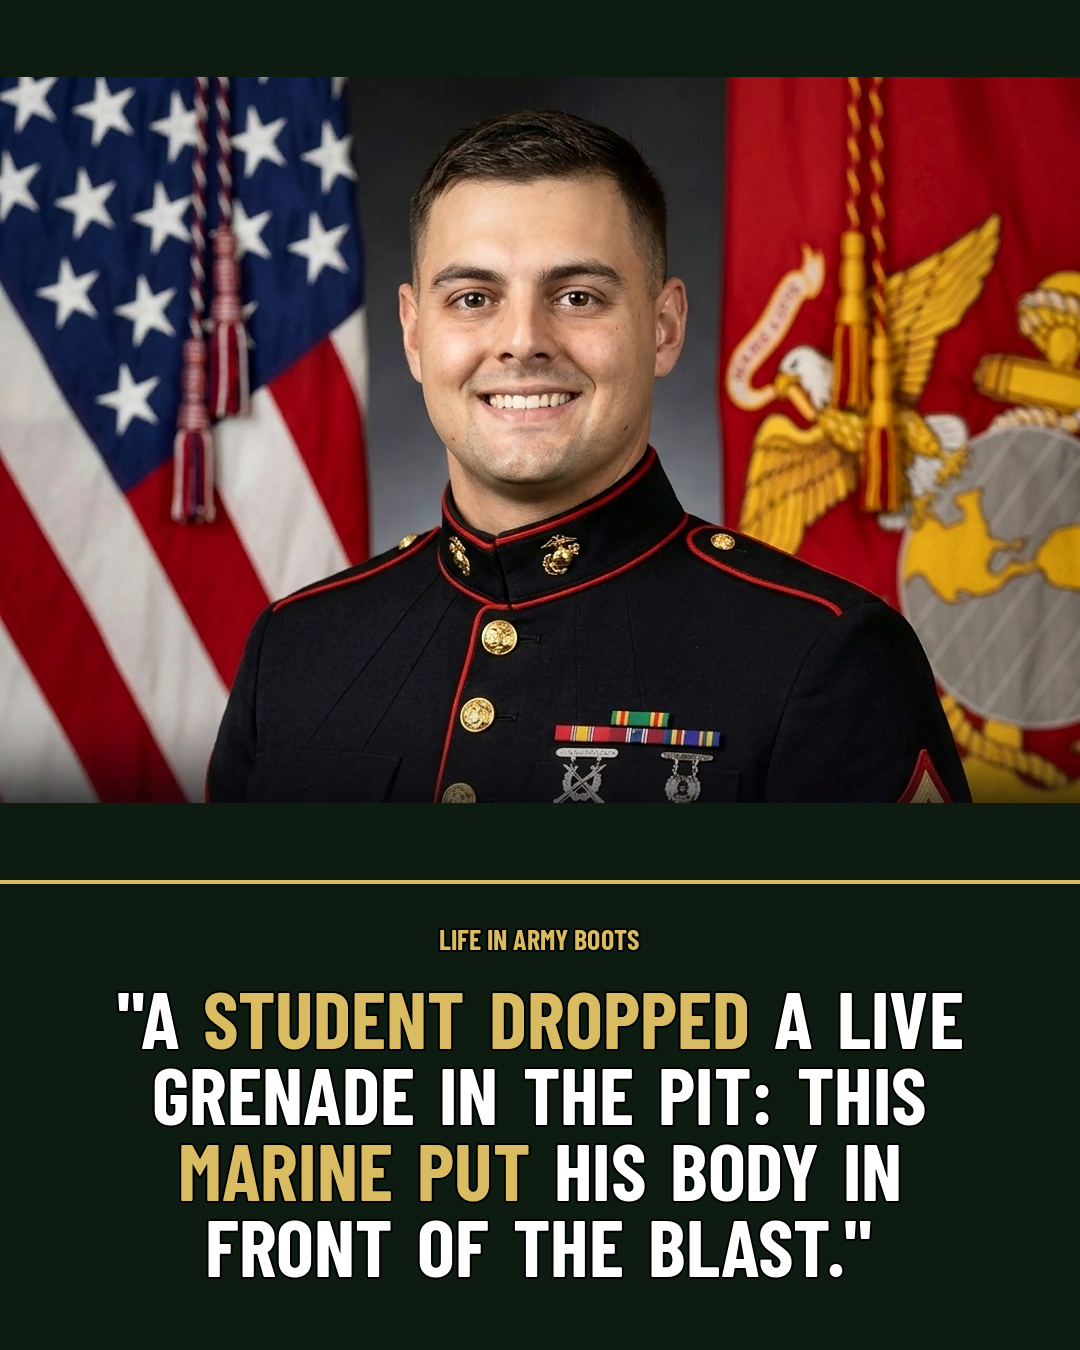 LIFE IN ARMY BOOTS
"A STUDENT DROPPED A LIVE
GRENADE IN THE PIT: THIS
MARINE PUT HIS BODY IN
FRONT OF THE BLAST."